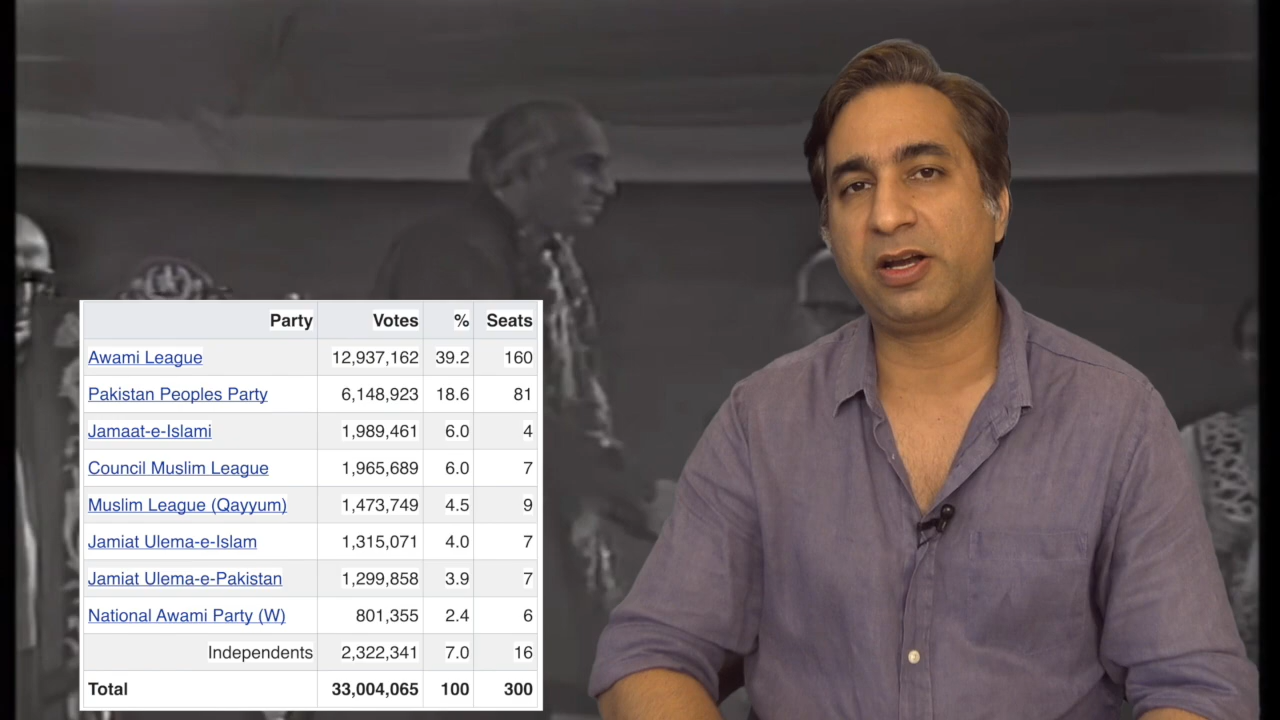 Party Votes % Seats
Awami League 12,937,162 39.2 160
Pakistan Peoples Party 6,148,923 18.6 81
Jamaat-e-Islami 1,989,461 6.0 4
Council Muslim League 1,965,689 6.0 7
Muslim League (Qayyum) 1,473,749 4.5 9
Jamiat Ulema-e-Islam 1,315,071 4.0 7
Jamiat Ulema-e-Pakistan 1,299,858 3.9 7
National Awami Party (W) 801,355 2.4 6
Independents 2,322,341 7.0 16
Total 33,004,065 100 300